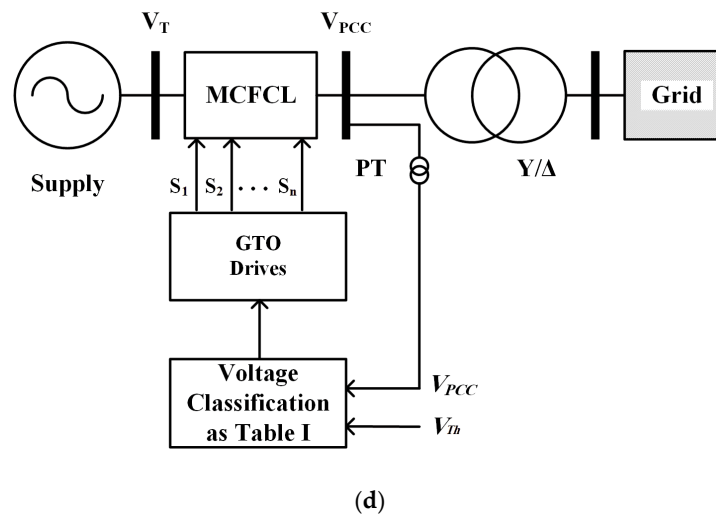 V_T
V_PCC
MCFCL
Grid
Supply
PT
Y/Δ
S_1 S_2 . . . S_n
GTO
Drives
Voltage
Classification
as Table I
V_PCC
V_Th
(d)